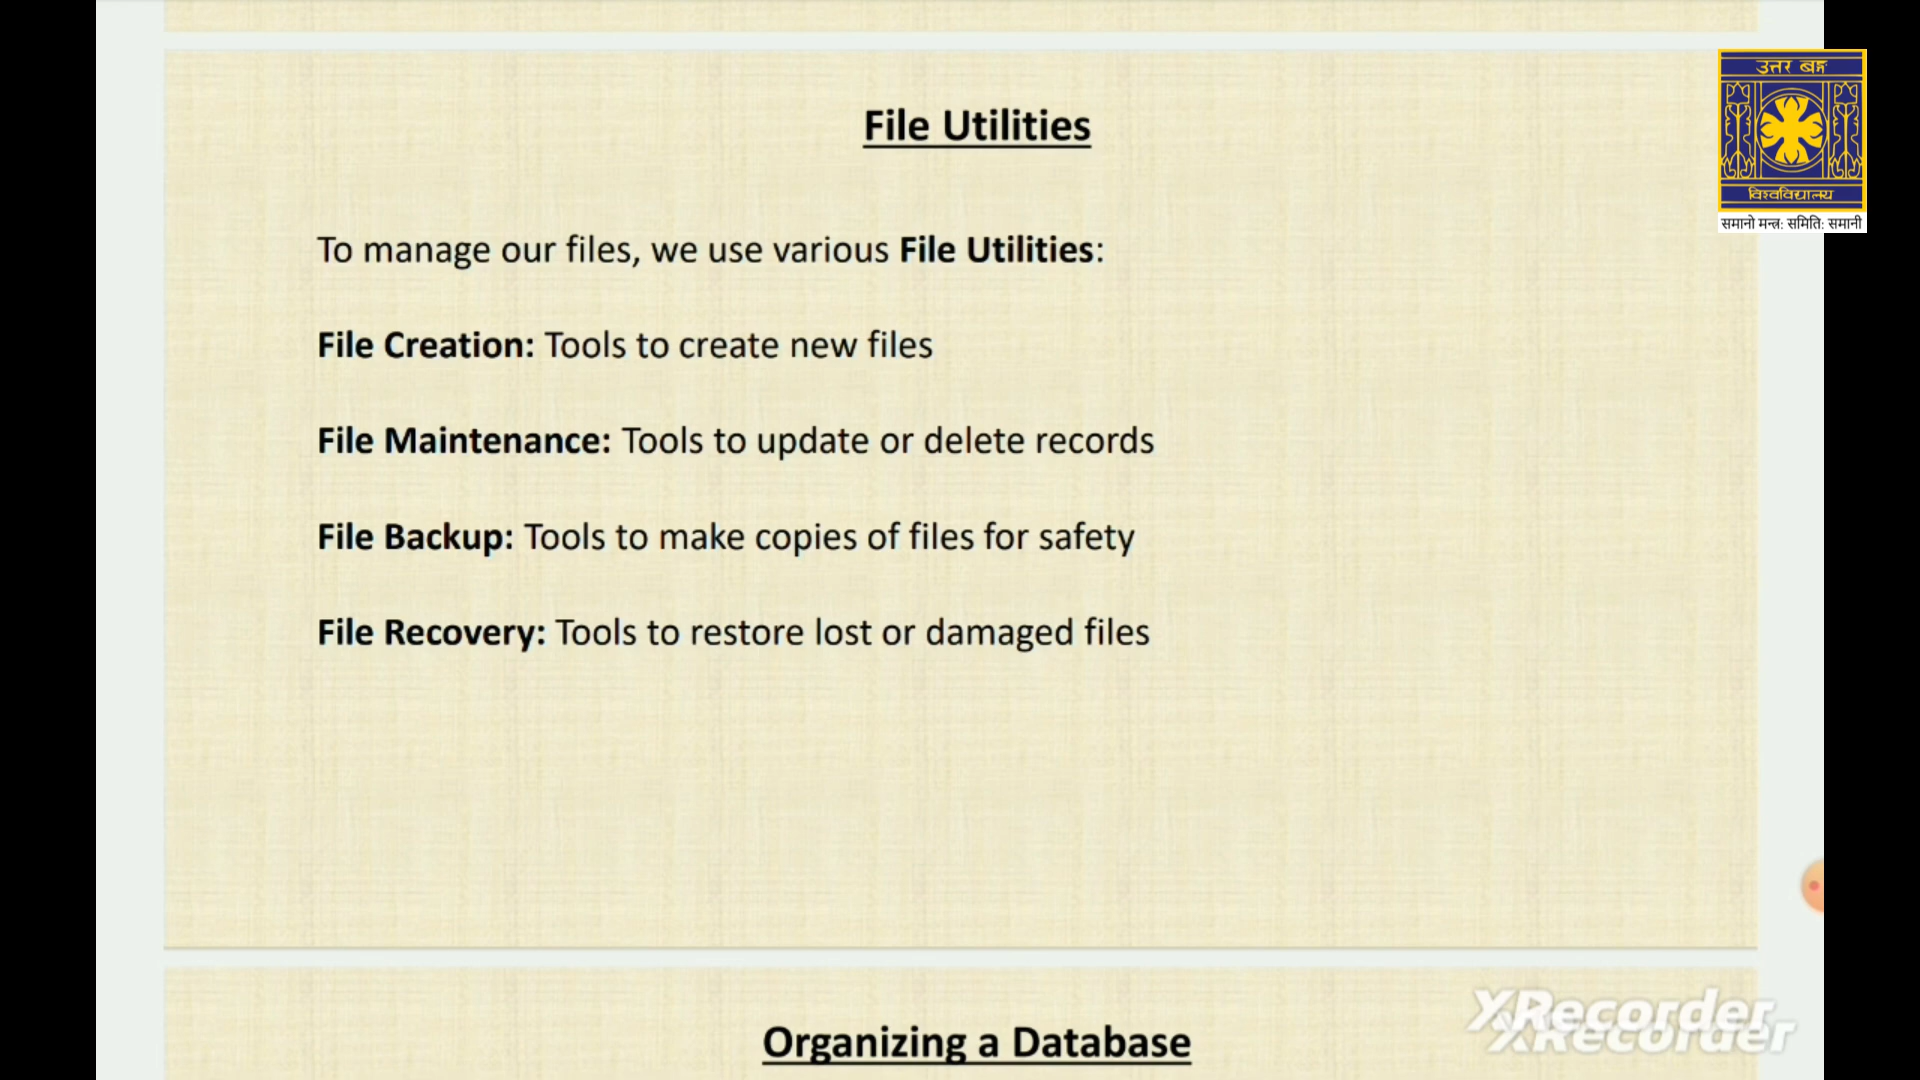 File Utilities
उत्तर बङ्ग
विश्वविद्यालय
समानो मन्त्र: समिति: समानी
To manage our files, we use various File Utilities:
File Creation: Tools to create new files
File Maintenance: Tools to update or delete records
File Backup: Tools to make copies of files for safety
File Recovery: Tools to restore lost or damaged files
Organizing a Database
XRecorder
XRecorder